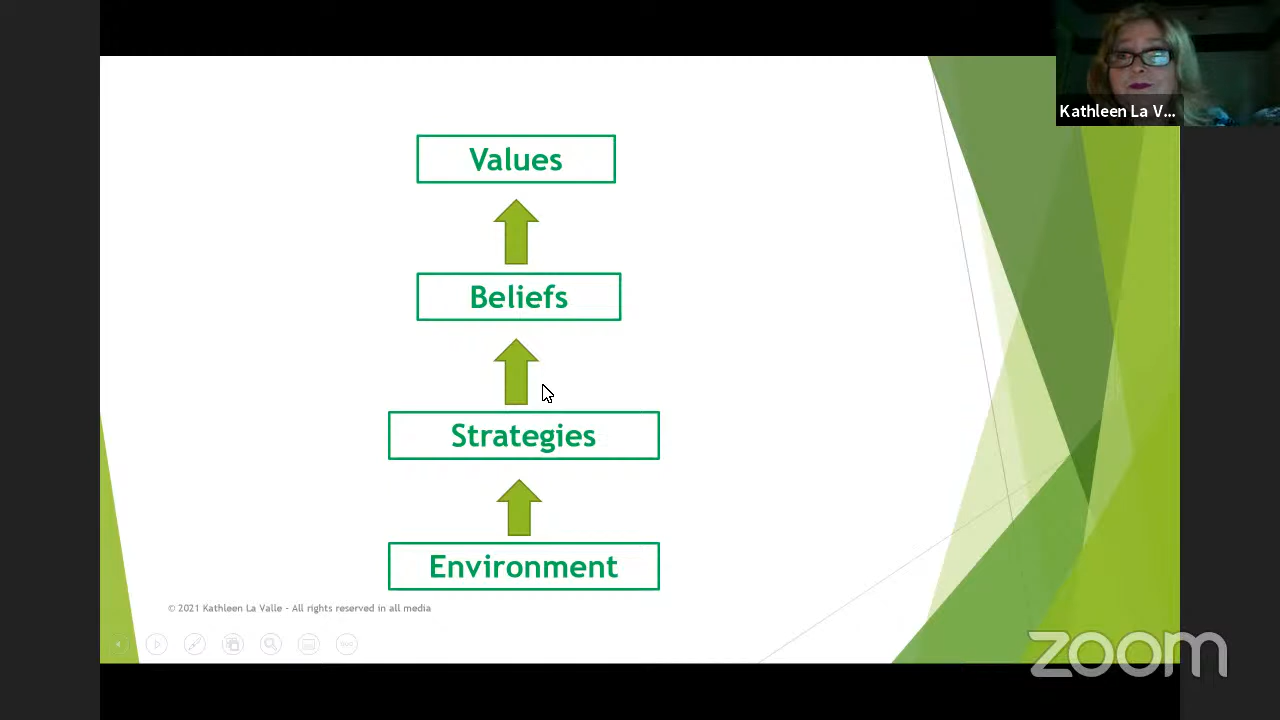 Kathleen La V...
Values
Beliefs
Strategies
Environment
© 2021 Kathleen La Valle - All rights reserved in all media
zoom